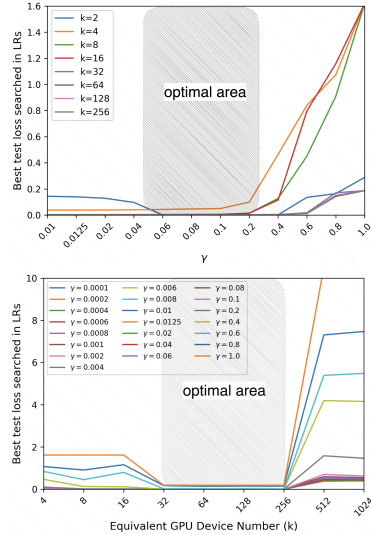 Best test loss searched in LRs
1.6
1.4
1.2
1.0
0.8
0.6
0.4
0.2
0.0
k=2
k=4
k=8
k=16
k=32
k=64
k=128
k=256
optimal area
0.01 0.0125 0.02 0.04 0.06 0.08 0.1 0.2 0.4 0.6 0.8 1.0
γ
Best test loss searched in LRs
10
8
6
4
2
0
γ = 0.0001 γ = 0.006 γ = 0.08
γ = 0.0002 γ = 0.008 γ = 0.1
γ = 0.0004 γ = 0.01 γ = 0.2
γ = 0.0006 γ = 0.0125 γ = 0.4
γ = 0.0008 γ = 0.02 γ = 0.6
γ = 0.001 γ = 0.04 γ = 0.8
γ = 0.002 γ = 0.06 γ = 1.0
γ = 0.004
optimal area
4 8 16 32 64 128 256 512 1024
Equivalent GPU Device Number (k)